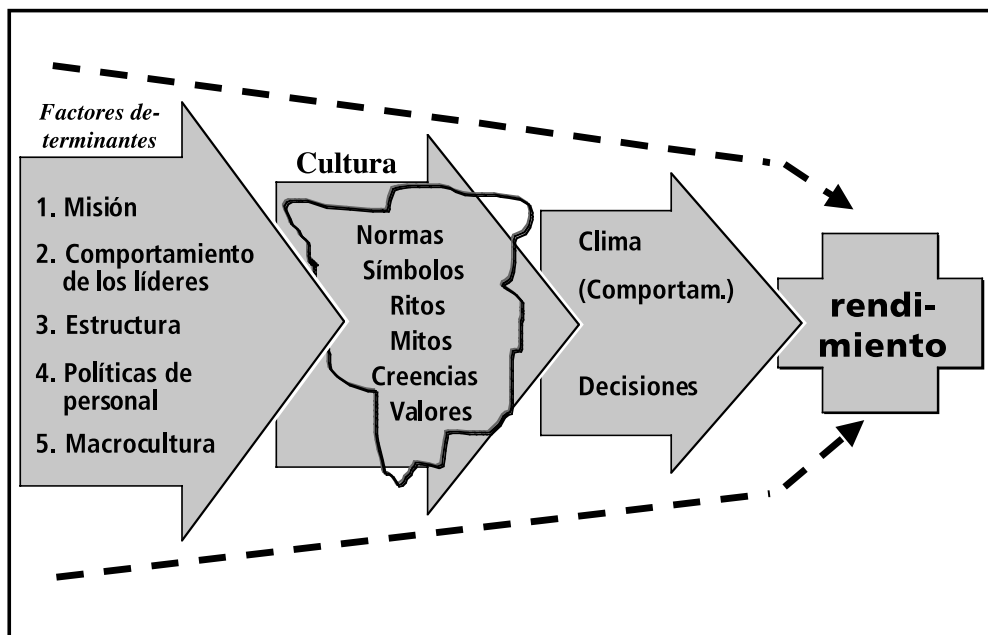 Factores de-
terminantes
1. Misión
2. Comportamiento
de los líderes
3. Estructura
4. Políticas de
personal
5. Macrocultura
Cultura
Normas
Símbolos
Ritos
Mitos
Creencias
Valores
Clima
(Comportam.)
Decisiones
rendi-
miento